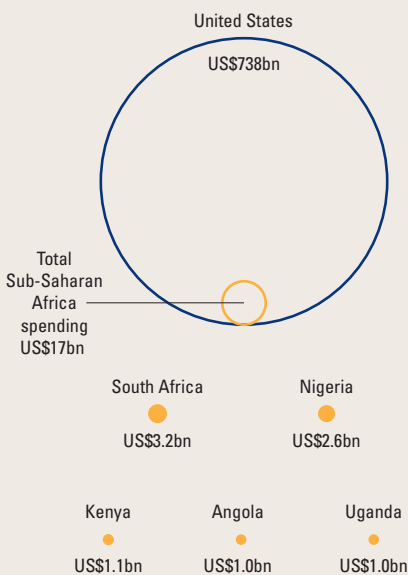 United States
US$738bn
Total
Sub-Saharan
Africa
spending
US$17bn
South Africa
US$3.2bn
Nigeria
US$2.6bn
Kenya
US$1.1bn
Angola
US$1.0bn
Uganda
US$1.0bn